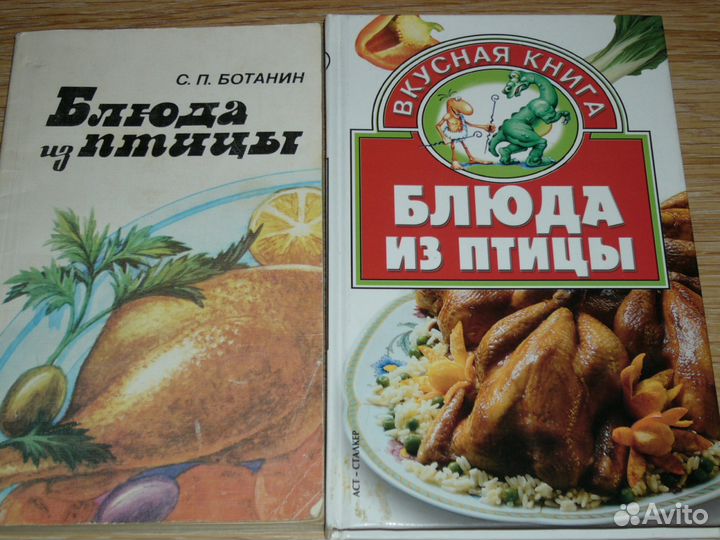 С. П. БОТАНИН
Блюда
из птицы
ВКУСНАЯ КНИГА
БЛЮДА
ИЗ ПТИЦЫ
АСТ - СТАЛКЕР
Avito